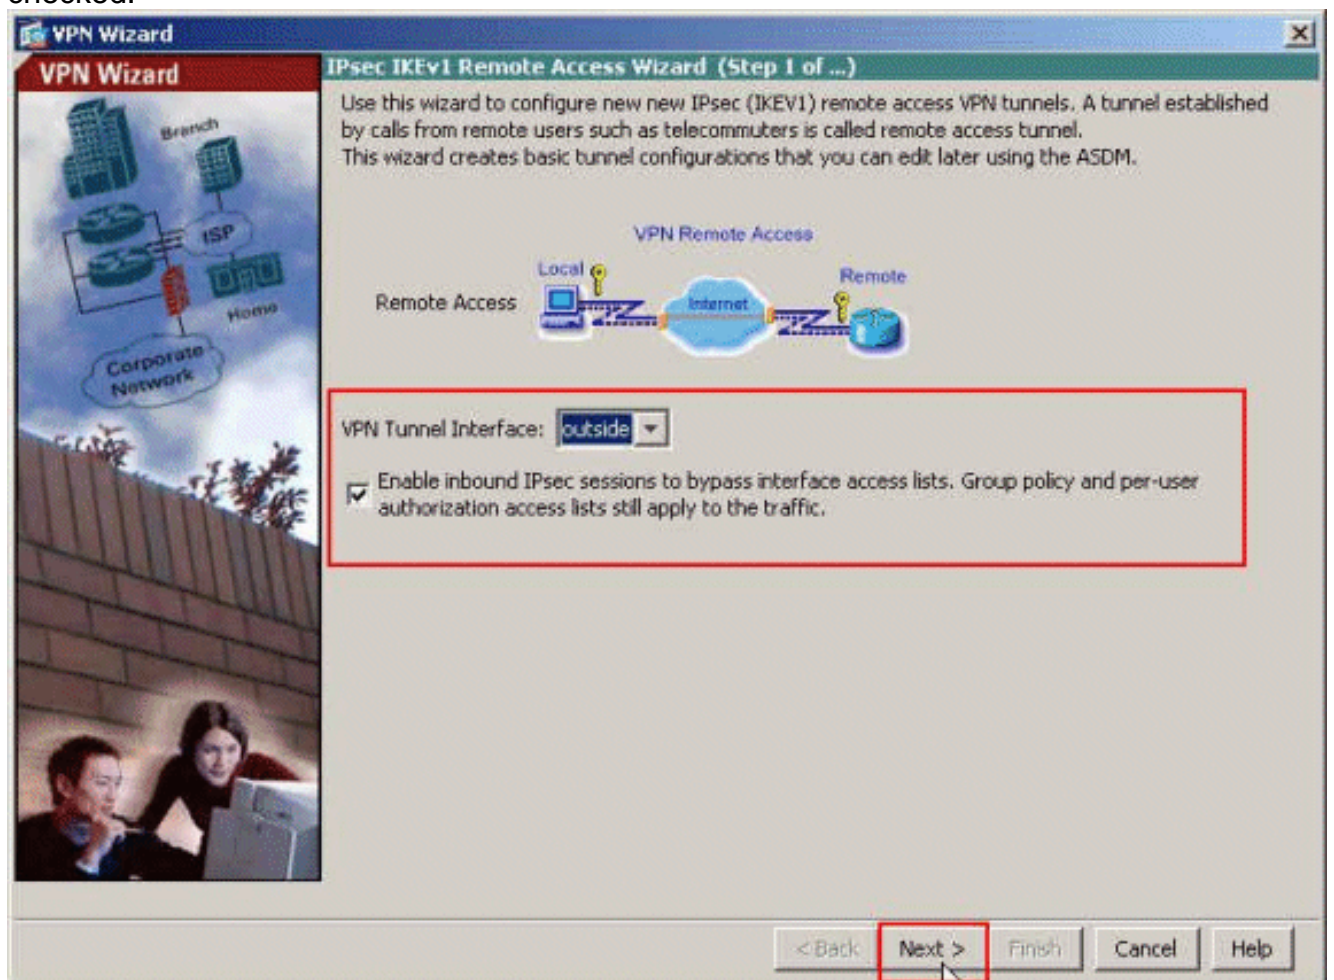 checked.
VPN Wizard
VPN Wizard
IPsec IKEv1 Remote Access Wizard (Step 1 of ...)
Use this wizard to configure new new IPsec (IKEV1) remote access VPN tunnels. A tunnel established
by calls from remote users such as telecommuters is called remote access tunnel.
This wizard creates basic tunnel configurations that you can edit later using the ASDM.
Branch
ISP
Home
Corporate
Network
VPN Remote Access
Local
Remote
Remote Access
Internet
VPN Tunnel Interface: outside
Enable inbound IPsec sessions to bypass interface access lists. Group policy and per-user
authorization access lists still apply to the traffic.
< Back Next > Finish Cancel Help